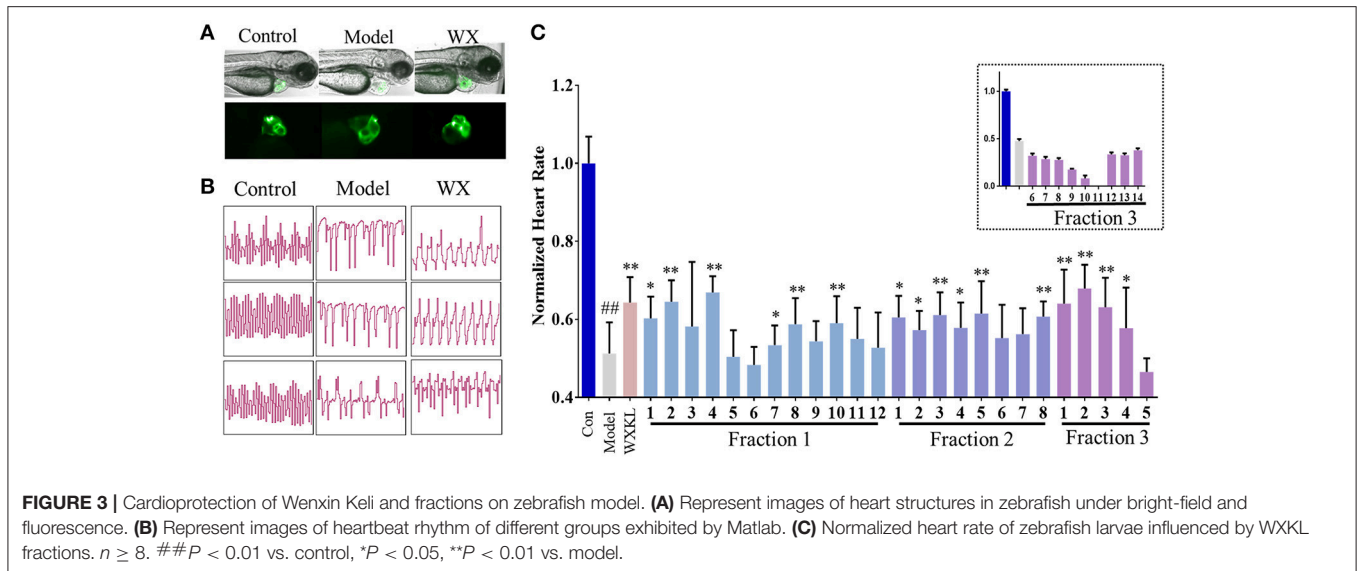 A
Control Model WX
B
Control Model WX
C
Normalized Heart Rate
1.2
1.0
0.8
0.6
0.4
##
**
*
**
**
*
**
**
*
*
**
*
**
**
**
**
**
*
Con
Model
WXKL
1 2 3 4 5 6 7 8 9 10 11 12
Fraction 1
1 2 3 4 5 6 7 8
Fraction 2
1 2 3 4 5
Fraction 3
1.0
0.5
0.0
6 7 8 9 10 11 12 13 14
Fraction 3
FIGURE 3 | Cardioprotection of Wenxin Keli and fractions on zebrafish model. (A) Represent images of heart structures in zebrafish under bright-field and
fluorescence. (B) Represent images of heartbeat rhythm of different groups exhibited by Matlab. (C) Normalized heart rate of zebrafish larvae influenced by WXKL
fractions. n ≥ 8. ##P < 0.01 vs. control, *P < 0.05, **P < 0.01 vs. model.